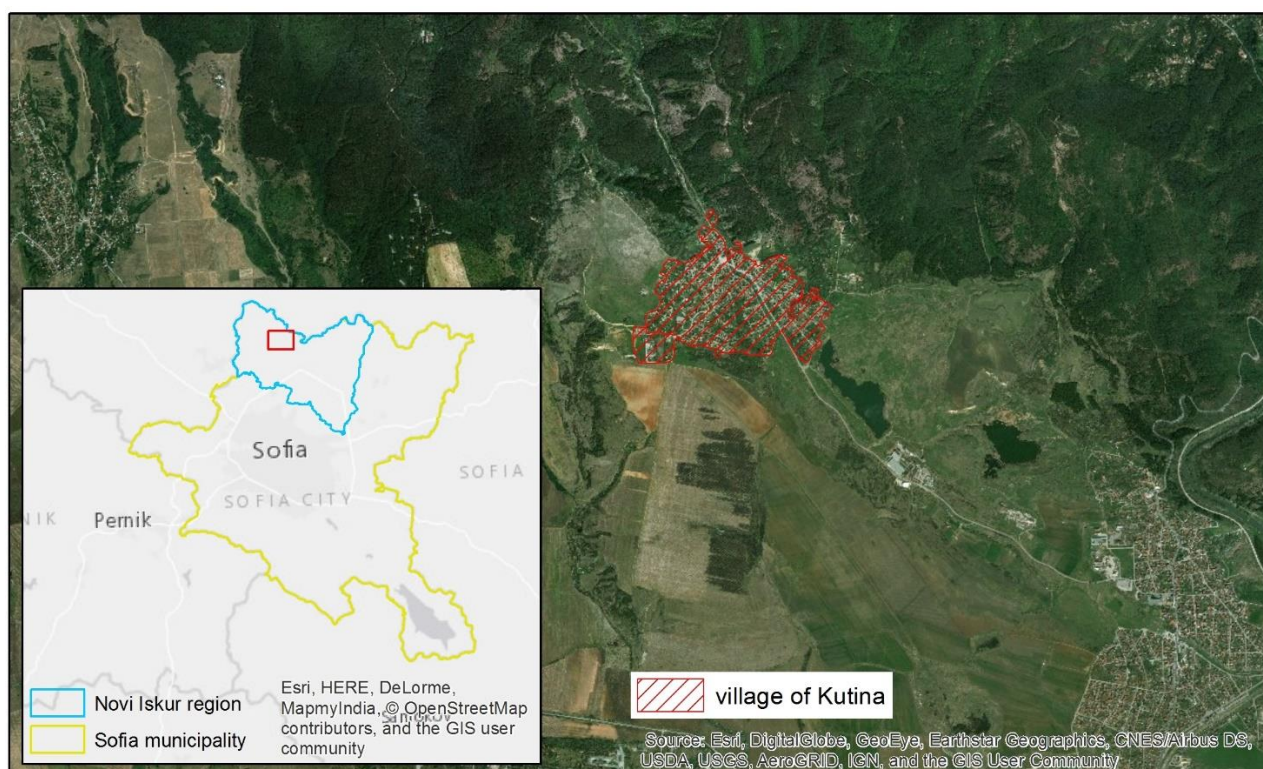 Sofia
SOFIA CITY
SOFIA
NIK
Pernik
Novi Iskur region
Sofia municipality
Esri, HERE, DeLorme,
MapmyIndia, © OpenStreetMap
contributors, and the GIS user
community
village of Kutina
Source: Esri, DigitalGlobe, GeoEye, Earthstar Geographics, CNES/Airbus DS,
USDA, USGS, AeroGRID, IGN, and the GIS User Community